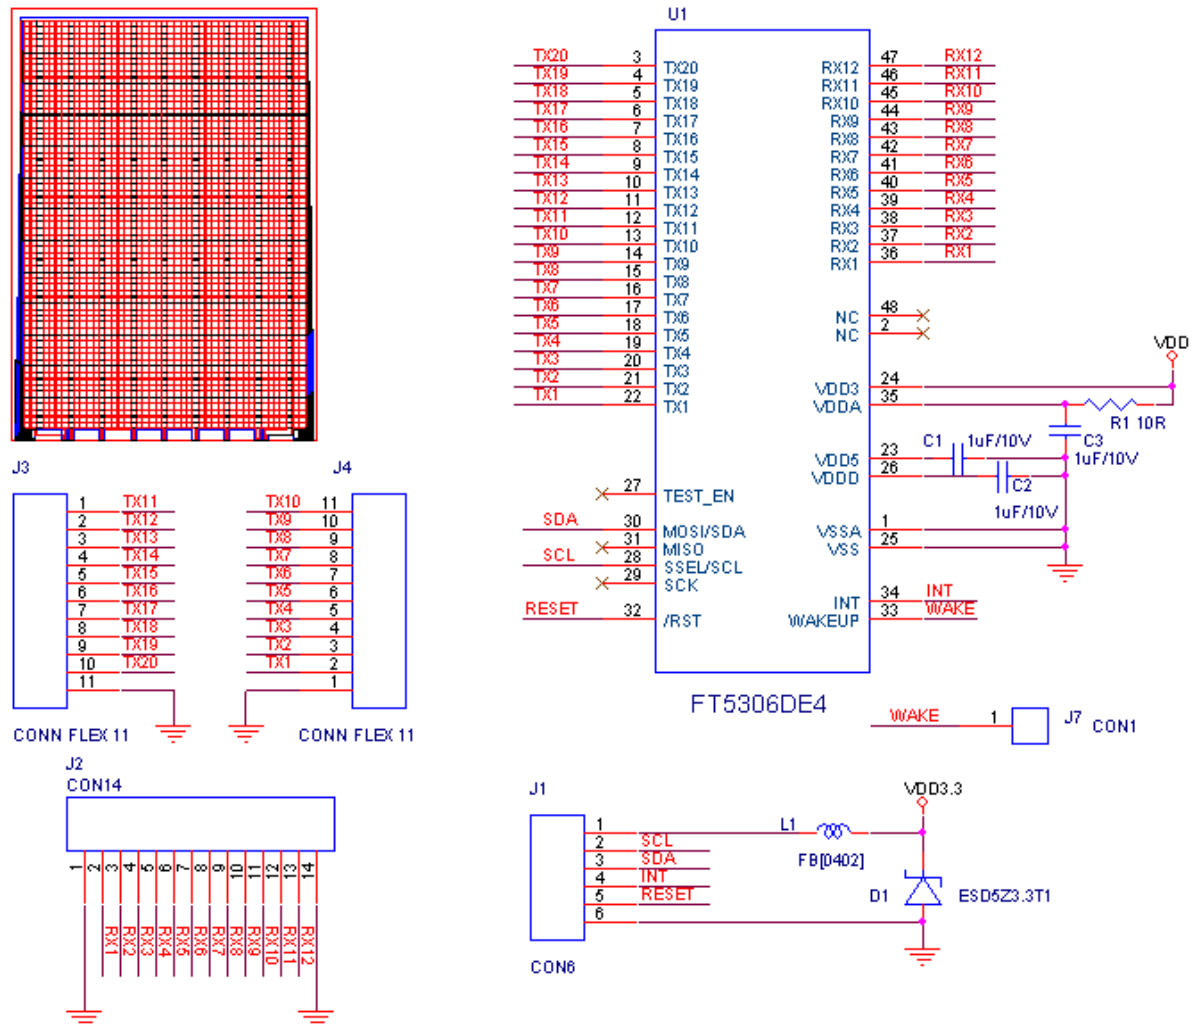 U1
TX20 3 TX20 RX12 47 RX12
TX19 4 TX19 RX11 46 RX11
TX18 5 TX18 RX10 45 RX10
TX17 6 TX17 RX9 44 RX9
TX16 7 TX16 RX8 43 RX8
TX15 8 TX15 RX7 42 RX7
TX14 9 TX14 RX6 41 RX6
TX13 10 TX13 RX5 40 RX5
TX12 11 TX12 RX4 39 RX4
TX11 12 TX11 RX3 38 RX3
TX10 13 TX10 RX2 37 RX2
TX9 14 TX9 RX1 36 RX1
TX8 15 TX8
TX7 16 TX7
TX6 17 TX6 NC 48
TX5 18 TX5 NC 2
TX4 19 TX4
TX3 20 TX3
TX2 21 TX2 VDD3 24
TX1 22 TX1 VDDA 35
VDD
R1 10R
C3
1uF/10V
VDD5 23 C1 1uF/10V
VDDD 26 C2
1uF/10V
27 TEST_EN
SDA 30 MOSI/SDA VSSA 1
31 MISO VSS 25
SCL 28 SSEL/SCL
29 SCK
INT 34 INT
RESET 32 /RST WAKEUP 33 WAKE
FT5306DE4
J3
1 TX11
2 TX12
3 TX13
4 TX14
5 TX15
6 TX16
7 TX17
8 TX18
9 TX19
10 TX20
11
CONN FLEX 11
J4
TX10 11
TX9 10
TX8 9
TX7 8
TX6 7
TX5 6
TX4 5
TX3 4
TX2 3
TX1 2
1
CONN FLEX 11
WAKE 1 J7 CON1
J2
CON14
1 2 3 4 5 6 7 8 9 10 11 12 13 14
RX1 RX2 RX3 RX4 RX5 RX6 RX7 RX8 RX9 RX10 RX11 RX12
J1
1
2 SCL
3 SDA
4 INT
5 RESET
6
CON6
VDD3.3
L1
FB[0402]
D1 ESD5Z3.3T1